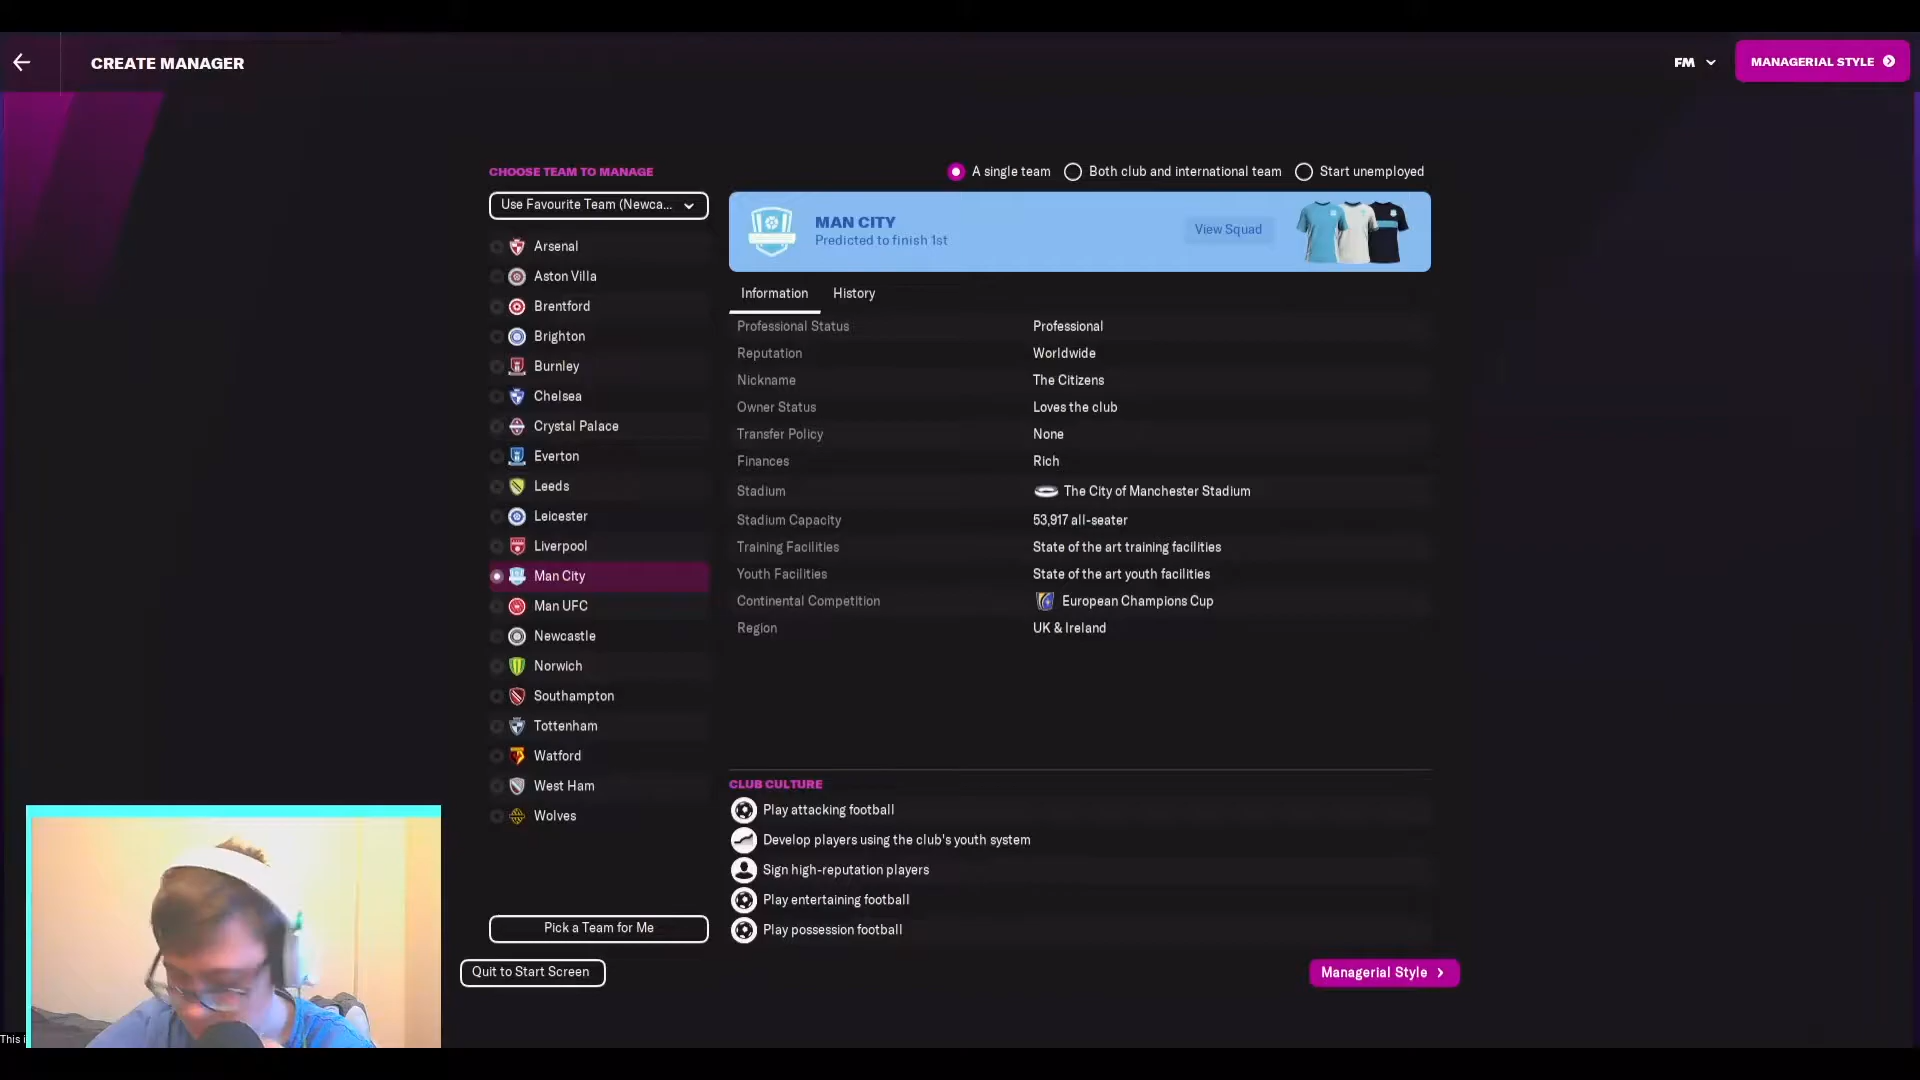 CREATE MANAGER
FM
MANAGERIAL STYLE
CHOOSE TEAM TO MANAGE
A single team
Both club and international team
Start unemployed
Use Favourite Team (Newca...
Arsenal
Aston Villa
Brentford
Brighton
Burnley
Chelsea
Crystal Palace
Everton
Leeds
Leicester
Liverpool
Man City
Man UFC
Newcastle
Norwich
Southampton
Tottenham
Watford
West Ham
Wolves
Pick a Team for Me
Quit to Start Screen
MAN CITY
Predicted to finish 1st
View Squad
Information
History
Professional Status Professional
Reputation Worldwide
Nickname The Citizens
Owner Status Loves the club
Transfer Policy None
Finances Rich
Stadium The City of Manchester Stadium
Stadium Capacity 53,917 all-seater
Training Facilities State of the art training facilities
Youth Facilities State of the art youth facilities
Continental Competition European Champions Cup
Region UK & Ireland
CLUB CULTURE
Play attacking football
Develop players using the club's youth system
Sign high-reputation players
Play entertaining football
Play possession football
Managerial Style
This i